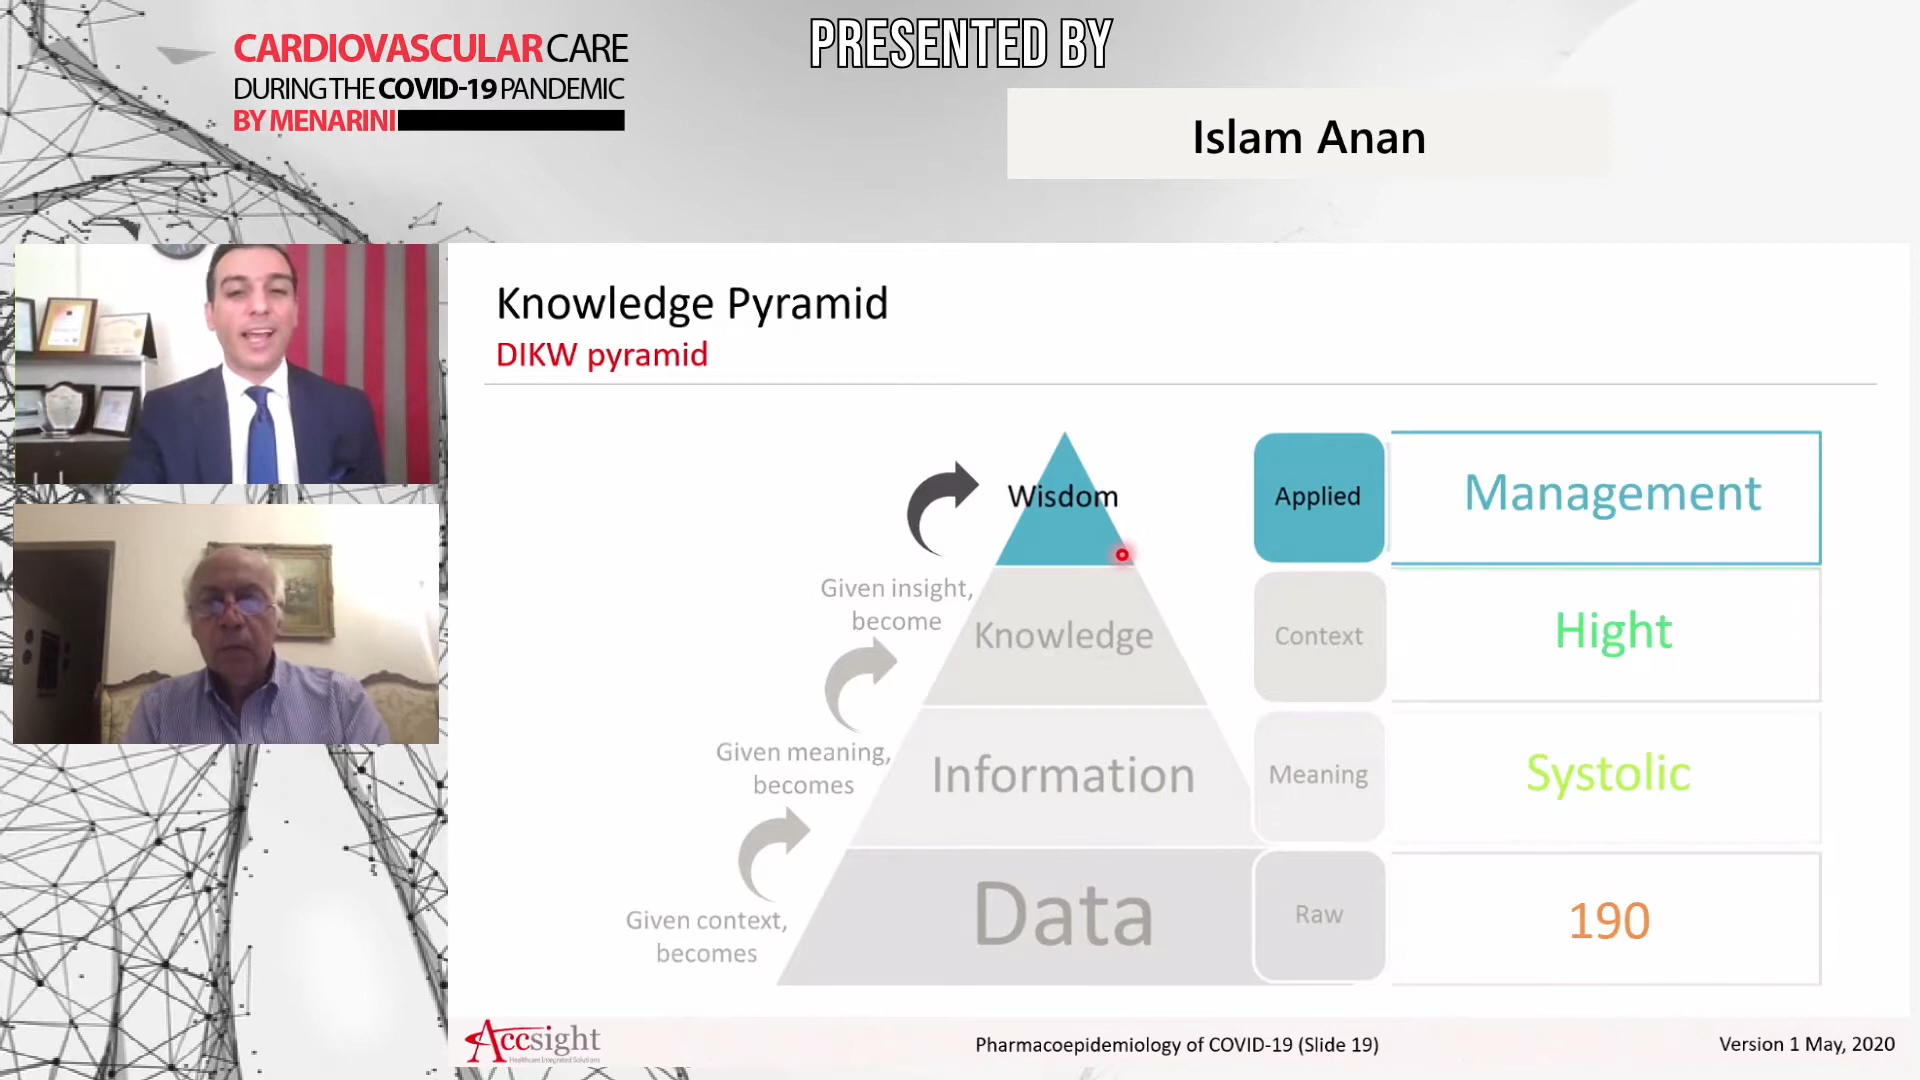 CARDIOVASCULAR CARE
DURING THE COVID-19 PANDEMIC
BY MENARINI
PRESENTED BY
Islam Anan
Knowledge Pyramid
DIKW pyramid
Wisdom
Applied
Management
Given insight,
become
Knowledge
Context
Hight
Given meaning,
becomes
Information
Meaning
Systolic
Given context,
becomes
Data
Raw
190
Accsight
Healthcare Integrated Solutions
Pharmacoepidemiology of COVID-19 (Slide 19)
Version 1 May, 2020